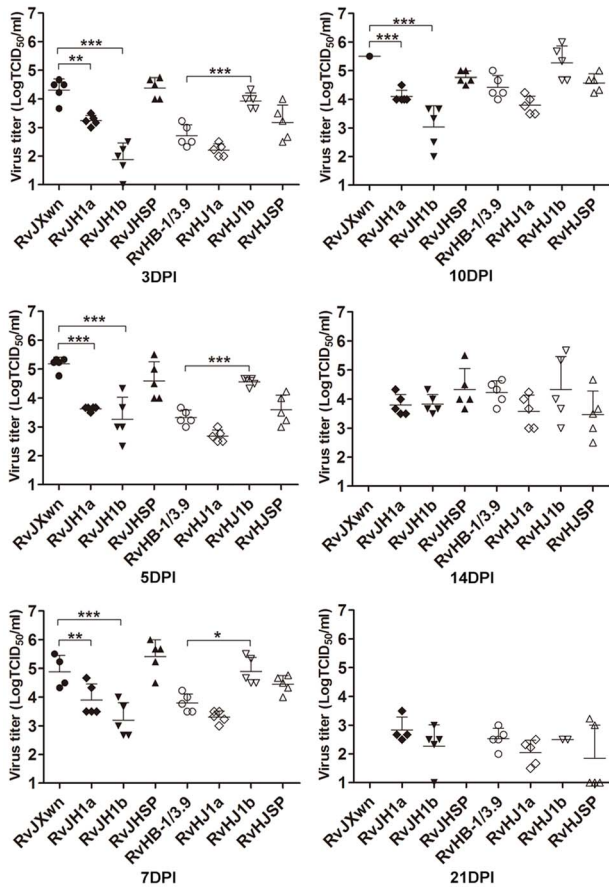 Virus titer (LogTCID50/ml)
7
6
5
4
3
2
1
***
**
***
RvJXwn
RvJH1a
RvJH1b
RvJHSP
RvHB-1/3.9
RvHJ1a
RvHJ1b
RvHJSP
3DPI
Virus titer (LogTCID50/ml)
7
6
5
4
3
2
1
***
***
RvJXwn
RvJH1a
RvJH1b
RvJHSP
RvHB-1/3.9
RvHJ1a
RvHJ1b
RvHJSP
10DPI
Virus titer (LogTCID50/ml)
7
6
5
4
3
2
1
***
***
***
RvJXwn
RvJH1a
RvJH1b
RvJHSP
RvHB-1/3.9
RvHJ1a
RvHJ1b
RvHJSP
5DPI
Virus titer (LogTCID50/ml)
7
6
5
4
3
2
1
RvJXwn
RvJH1a
RvJH1b
RvJHSP
RvHB-1/3.9
RvHJ1a
RvHJ1b
RvHJSP
14DPI
Virus titer (LogTCID50/ml)
7
6
5
4
3
2
1
***
**
*
RvJXwn
RvJH1a
RvJH1b
RvJHSP
RvHB-1/3.9
RvHJ1a
RvHJ1b
RvHJSP
7DPI
Virus titer (LogTCID50/ml)
7
6
5
4
3
2
1
RvJXwn
RvJH1a
RvJH1b
RvJHSP
RvHB-1/3.9
RvHJ1a
RvHJ1b
RvHJSP
21DPI